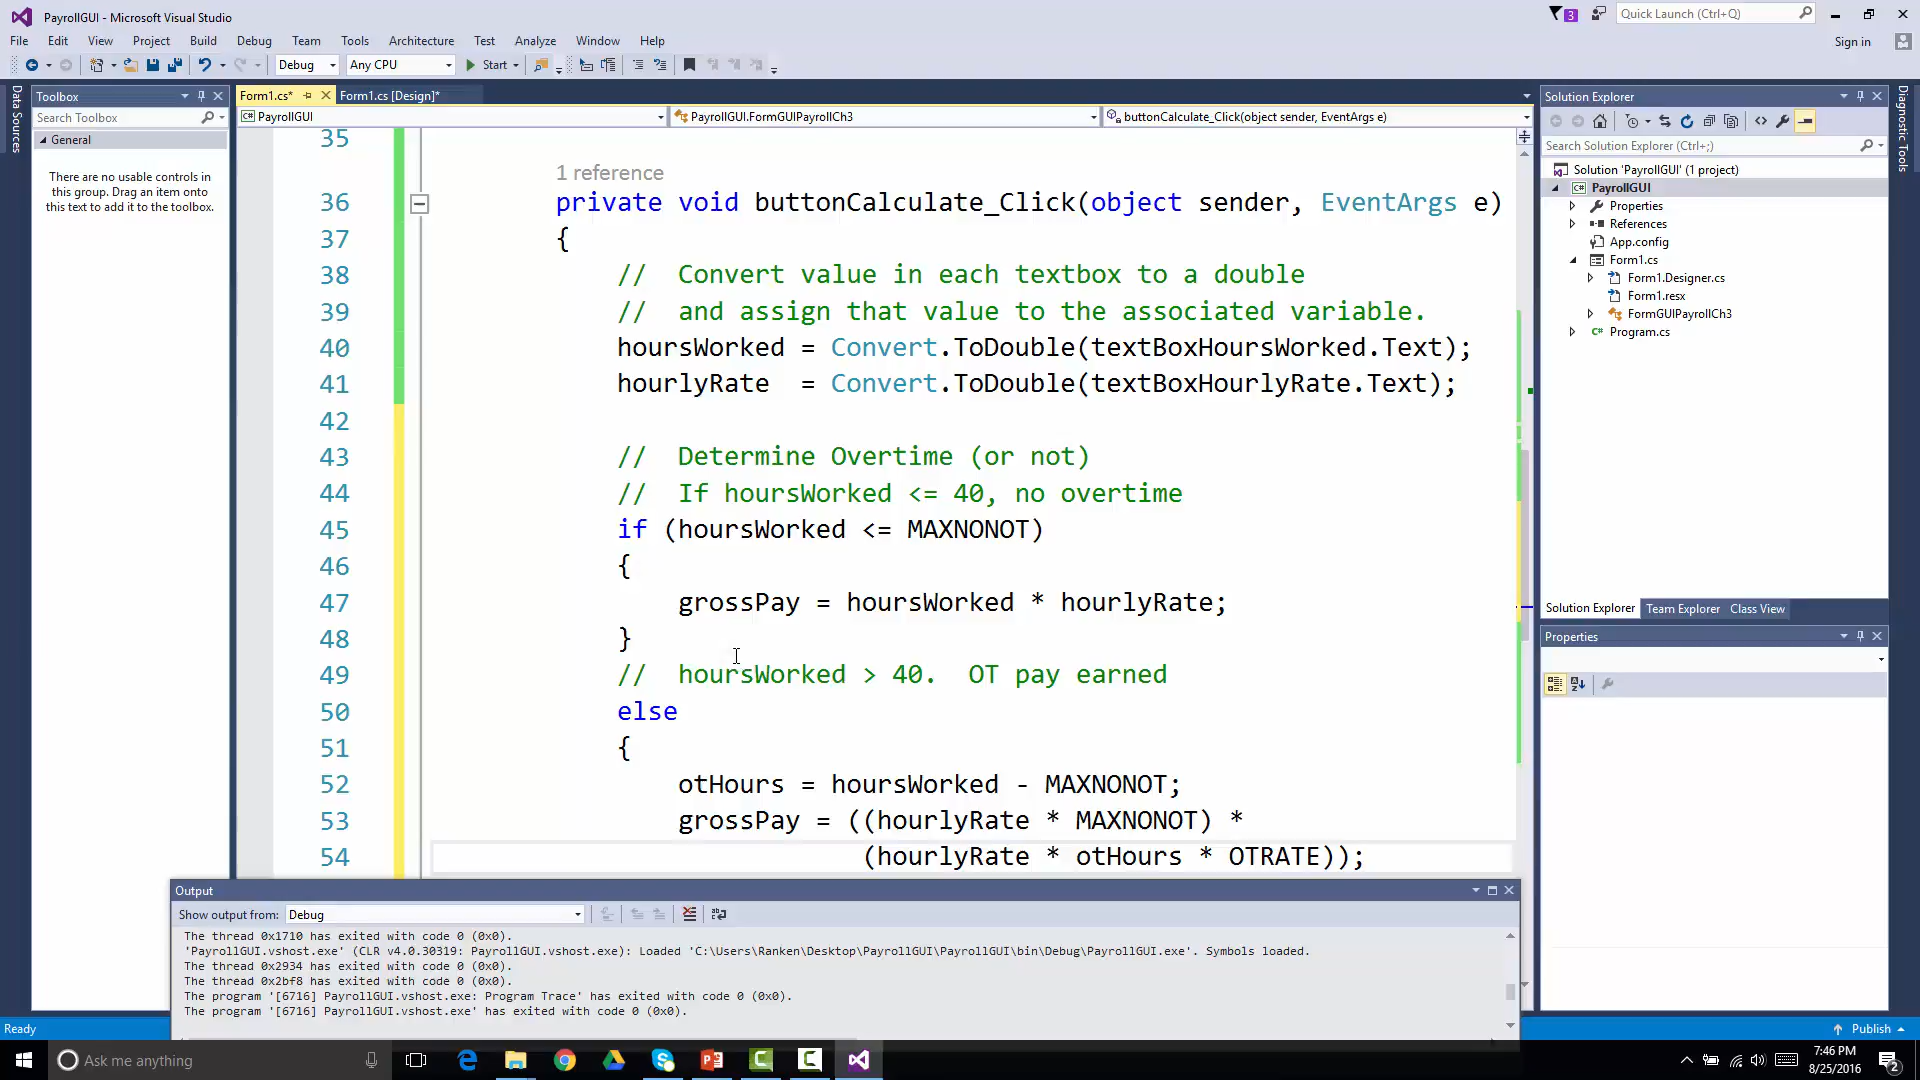 PayrollGUI - Microsoft Visual Studio
3
Quick Launch (Ctrl+Q)
File Edit View Project Build Debug Team Tools Architecture Test Analyze Window Help
Sign in
Debug Any CPU Start
Data Sources
Toolbox
Search Toolbox
General
There are no usable controls in
this group. Drag an item onto
this text to add it to the toolbox.
Form1.cs* Form1.cs [Design]*
PayrollGUI PayrollGUI.FormGUIPayrollCh3 buttonCalculate_Click(object sender, EventArgs e)
35
1 reference
36 private void buttonCalculate_Click(object sender, EventArgs e)
37 {
38 // Convert value in each textbox to a double
39 // and assign that value to the associated variable.
40 hoursWorked = Convert.ToDouble(textBoxHoursWorked.Text);
41 hourlyRate = Convert.ToDouble(textBoxHourlyRate.Text);
42
43 // Determine Overtime (or not)
44 // If hoursWorked <= 40, no overtime
45 if (hoursWorked <= MAXNONOT)
46 {
47 grossPay = hoursWorked * hourlyRate;
48 }
49 // hoursWorked > 40. OT pay earned
50 else
51 {
52 otHours = hoursWorked - MAXNONOT;
53 grossPay = ((hourlyRate * MAXNONOT) *
54 (hourlyRate * otHours * OTRATE));
Solution Explorer
Search Solution Explorer (Ctrl+;)
Solution 'PayrollGUI' (1 project)
PayrollGUI
Properties
References
App.config
Form1.cs
Form1.Designer.cs
Form1.resx
FormGUIPayrollCh3
Program.cs
Solution Explorer Team Explorer Class View
Properties
Diagnostic Tools
Output
Show output from: Debug
The thread 0x1710 has exited with code 0 (0x0).
'PayrollGUI.vshost.exe' (CLR v4.0.30319: PayrollGUI.vshost.exe): Loaded 'C:\Users\Ranken\Desktop\PayrollGUI\PayrollGUI\bin\Debug\PayrollGUI.exe'. Symbols loaded.
The thread 0x2934 has exited with code 0 (0x0).
The thread 0x2bf8 has exited with code 0 (0x0).
The program '[6716] PayrollGUI.vshost.exe: Program Trace' has exited with code 0 (0x0).
The program '[6716] PayrollGUI.vshost.exe' has exited with code 0 (0x0).
Ready
Publish
Ask me anything
7:46 PM
8/25/2016
2